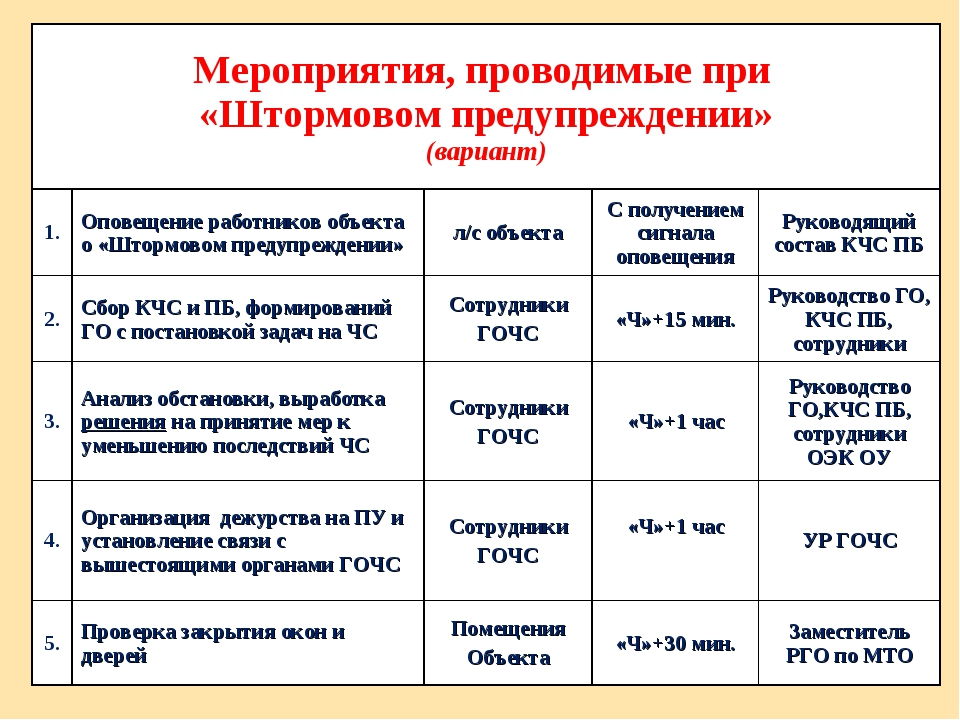 Мероприятия, проводимые при
«Штормовом предупреждении»
(вариант)
1.
Оповещение работников объекта
о «Штормовом предупреждении»
л/с объекта
С получением
сигнала
оповещения
Руководящий
состав КЧС ПБ
2.
Сбор КЧС и ПБ, формирований
ГО с постановкой задач на ЧС
Сотрудники
ГОЧС
«Ч»+15 мин.
Руководство ГО,
КЧС ПБ,
сотрудники
3.
Анализ обстановки, выработка
решения на принятие мер к
уменьшению последствий ЧС
Сотрудники
ГОЧС
«Ч»+1 час
Руководство
ГО,КЧС ПБ,
сотрудники
ОЭК ОУ
4.
Организация дежурства на ПУ и
установление связи с
вышестоящими органами ГОЧС
Сотрудники
ГОЧС
«Ч»+1 час
УР ГОЧС
5.
Проверка закрытия окон и
дверей
Помещения
Объекта
«Ч»+30 мин.
Заместитель
РГО по МТО